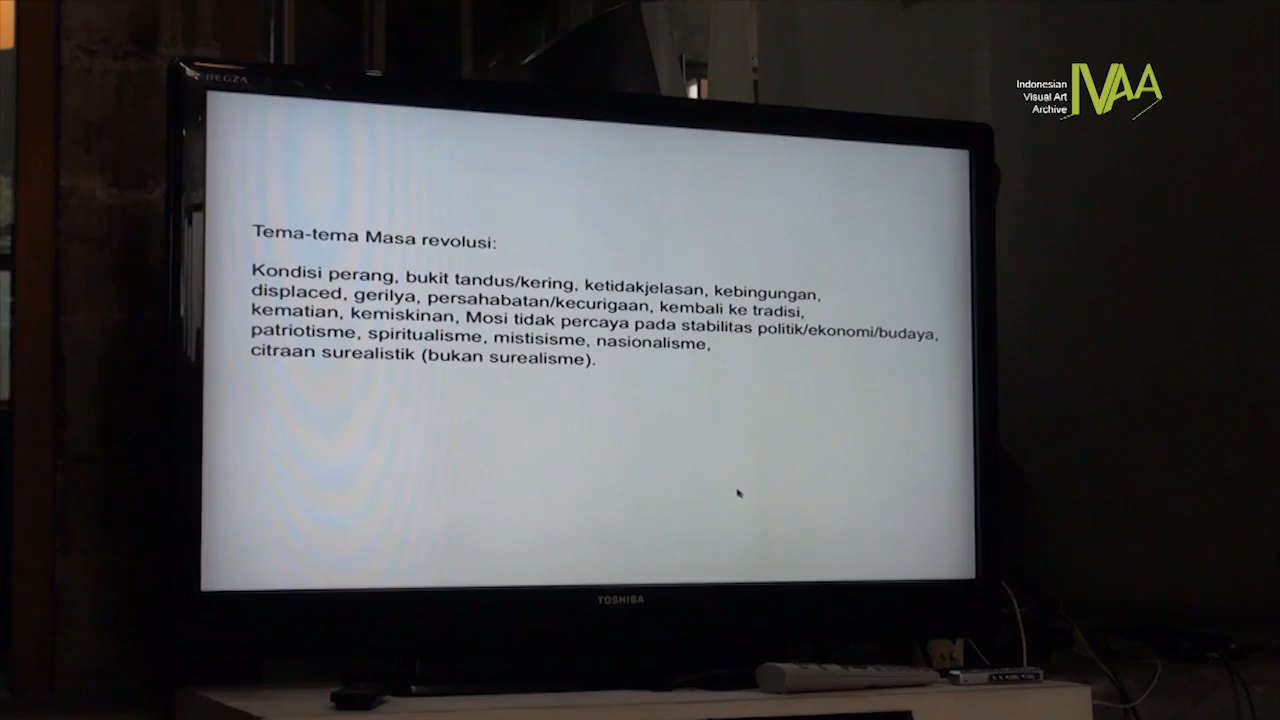 REGZA
Indonesian
Visual Art
Archive
IVAA
Tema-tema Masa revolusi:
Kondisi perang, bukit tandus/kering, ketidakjelasan, kebingungan,
displaced, gerilya, persahabatan/kecurigaan, kembali ke tradisi,
kematian, kemiskinan, Mosi tidak percaya pada stabilitas politik/ekonomi/budaya,
patriotisme, spiritualisme, mistisisme, nasionalisme,
citraan surealistik (bukan surealisme).
TOSHIBA